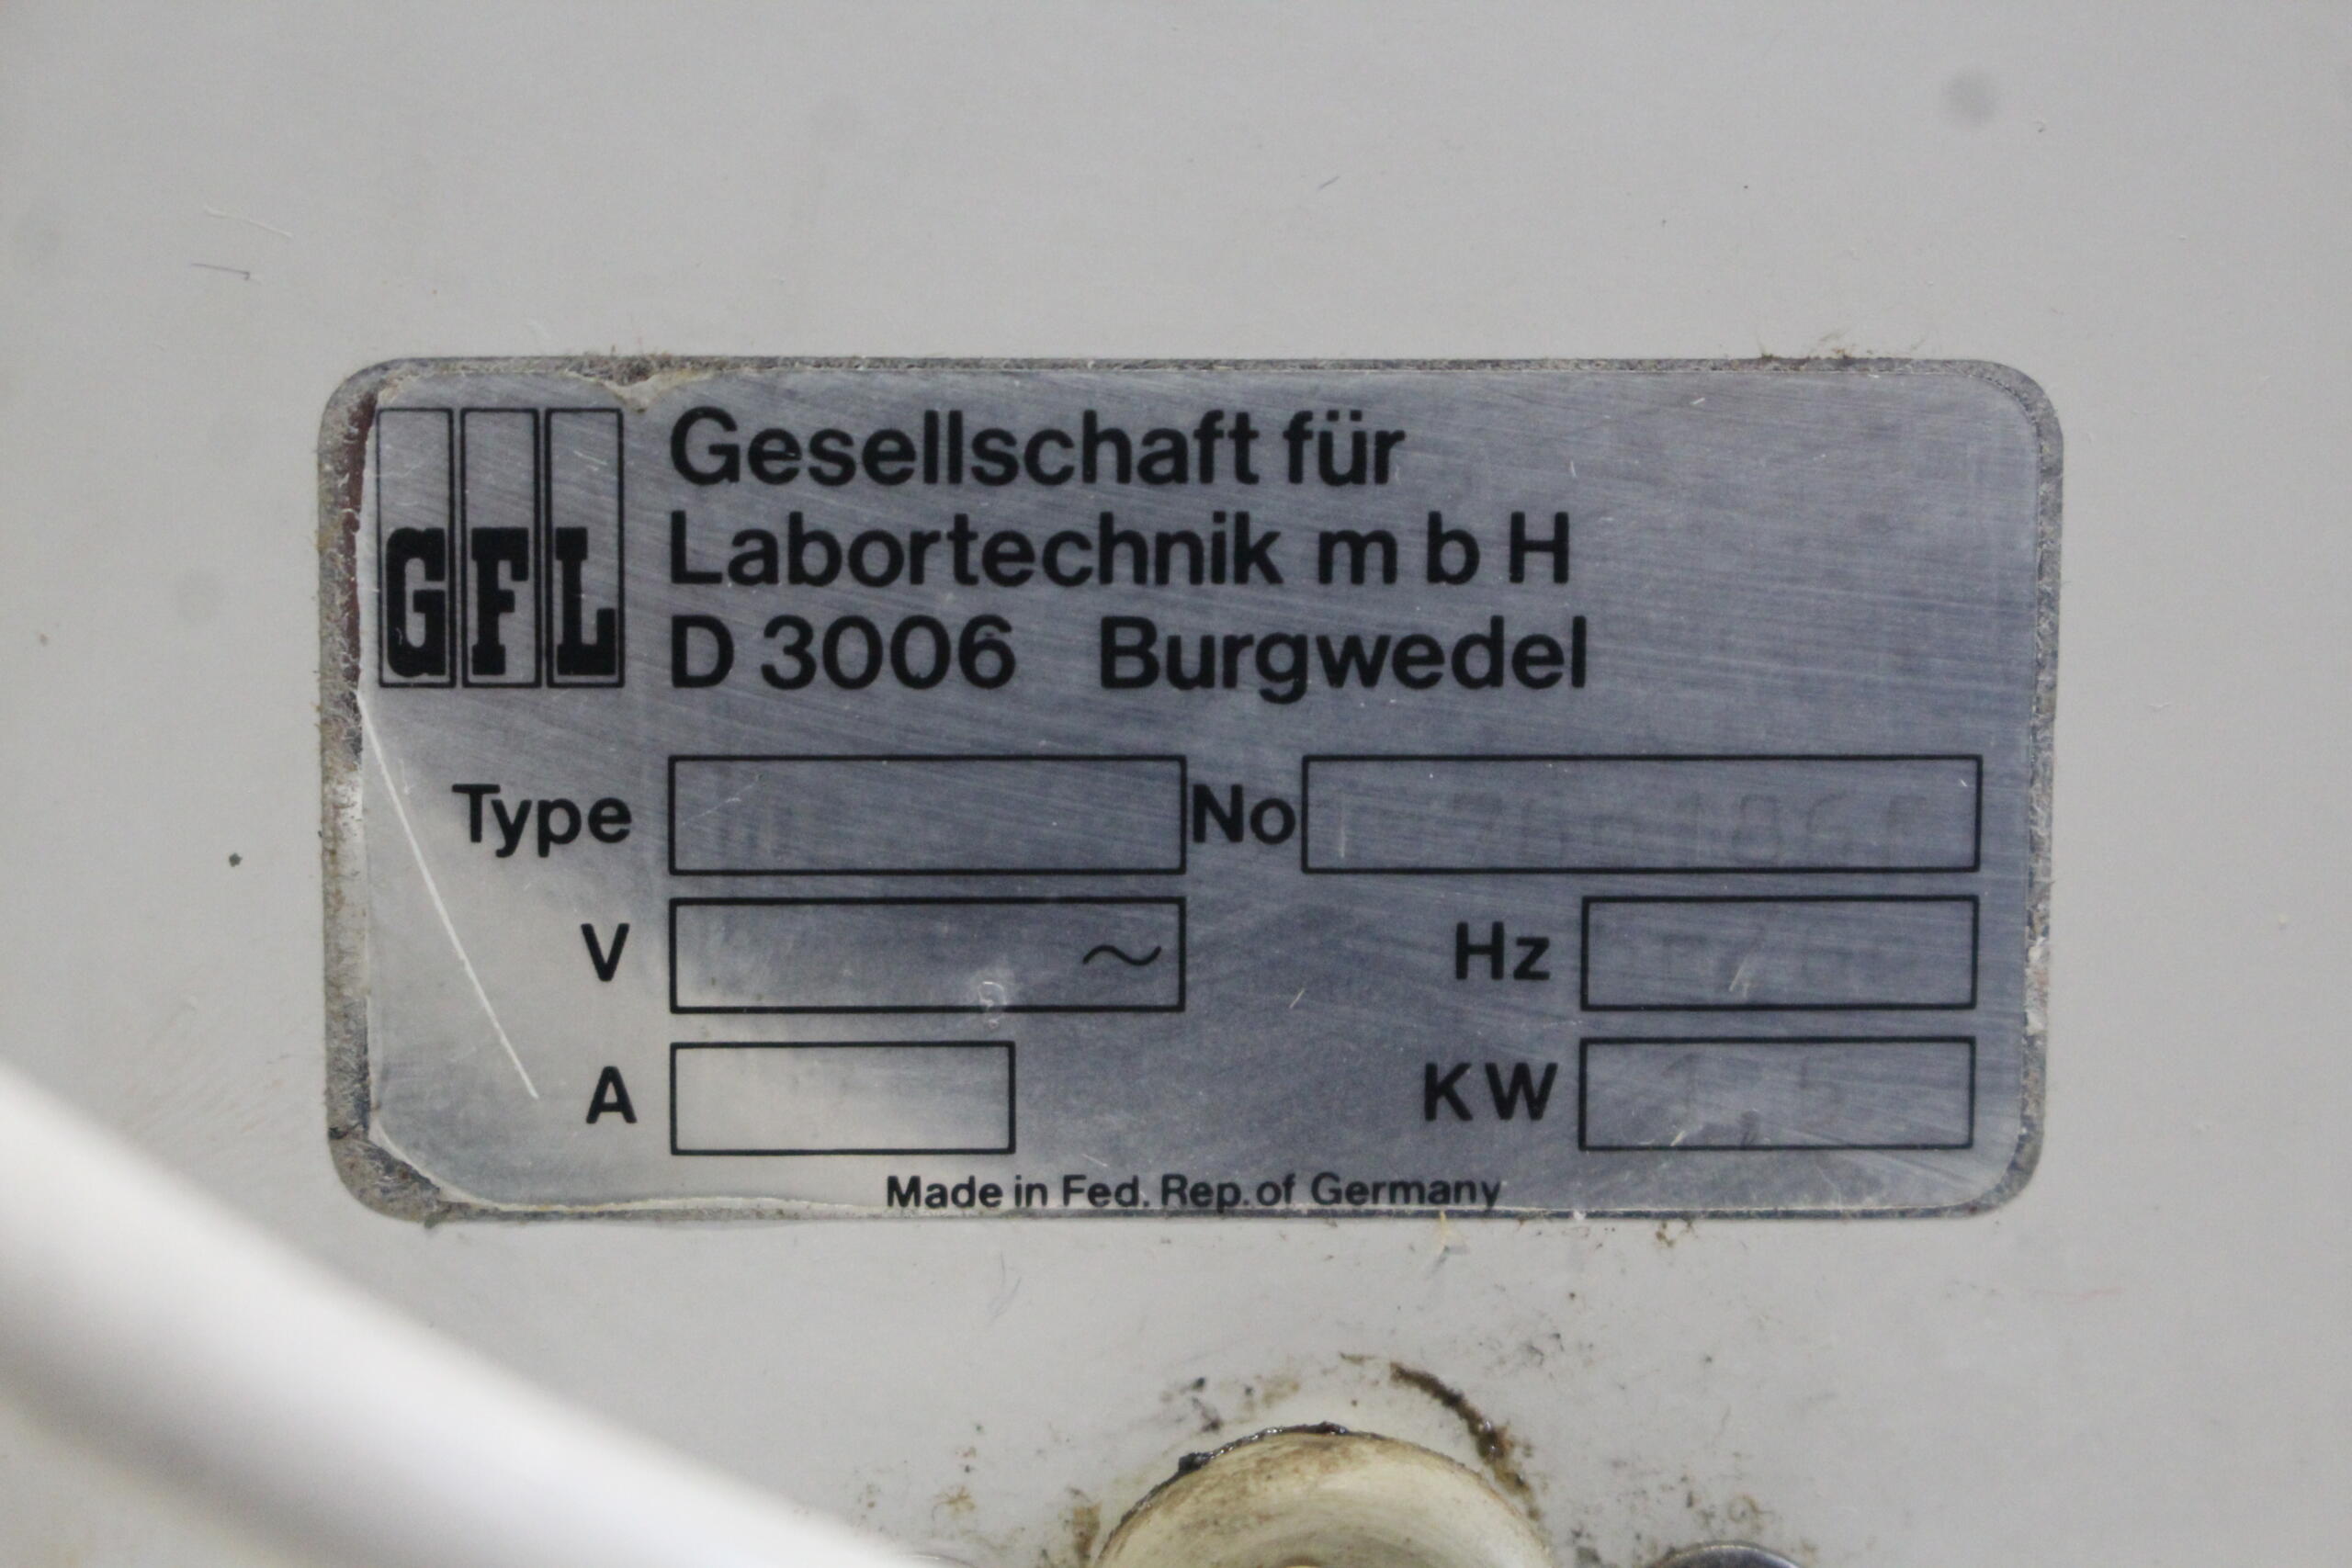 GFL
Gesellschaft für
Labortechnik m b H
D 3006 Burgwedel
Type No
V ~ Hz
A KW
Made in Fed. Rep. of Germany